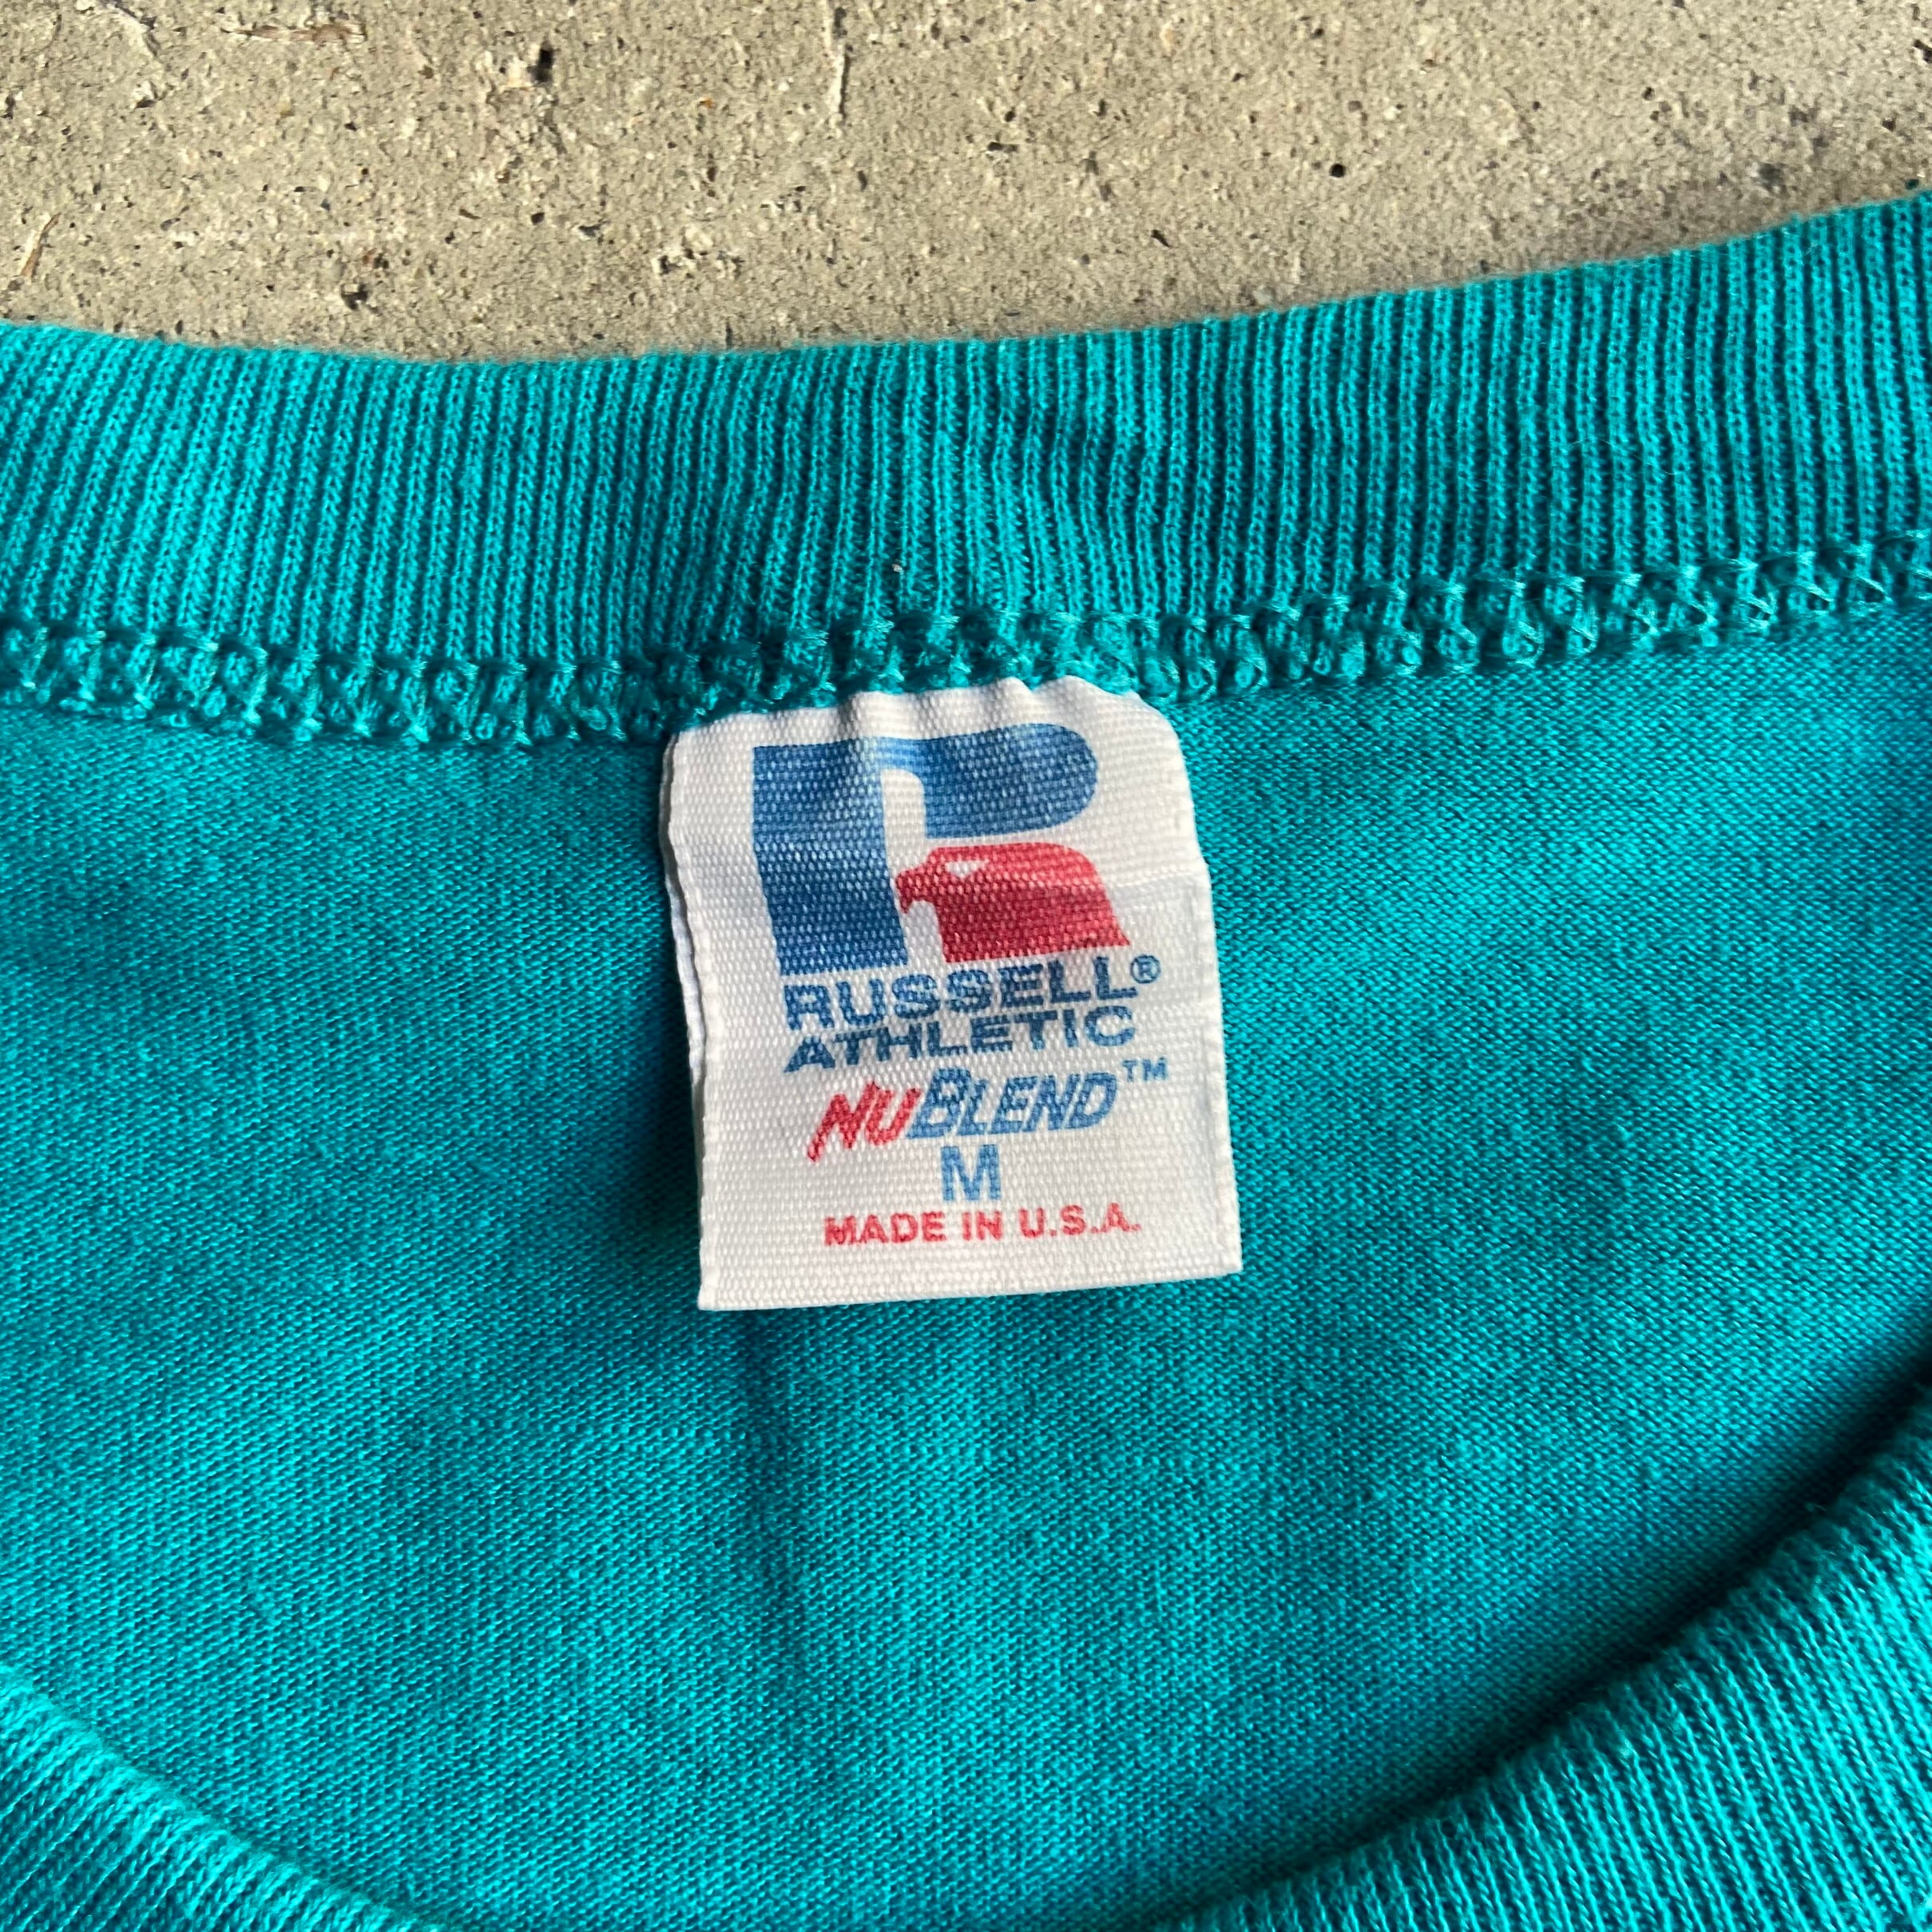 RUSSELL®
ATHLETIC
NUBLEND™
M
MADE IN U.S.A.